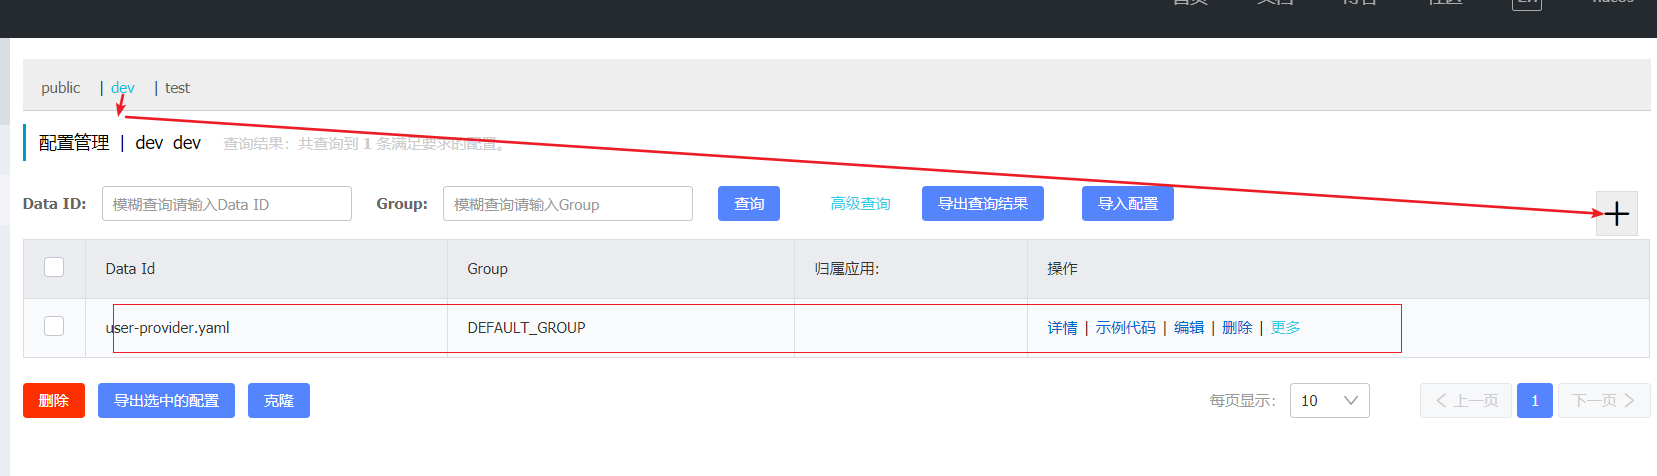 public | dev | test
配置管理 | dev dev 查询结果：共查询到 1 条满足要求的配置。
Data ID: 模糊查询请输入Data ID Group: 模糊查询请输入Group 查询 高级查询 导出查询结果 导入配置
Data Id Group 归属应用: 操作
user-provider.yaml DEFAULT_GROUP 详情 | 示例代码 | 编辑 | 删除 | 更多
删除 导出选中的配置 克隆 每页显示: 10 上一页 1 下一页